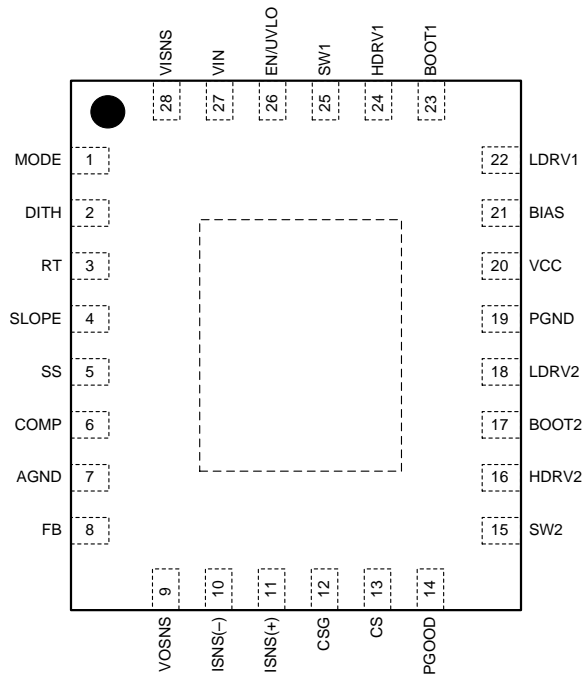 VISNS
VIN
EN/UVLO
SW1
HDRV1
BOOT1
28
27
26
25
24
23
MODE 1
22 LDRV1
DITH 2
21 BIAS
RT 3
20 VCC
SLOPE 4
19 PGND
SS 5
18 LDRV2
COMP 6
17 BOOT2
AGND 7
16 HDRV2
FB 8
15 SW2
9
10
11
12
13
14
VOSNS
ISNS(–)
ISNS(+)
CSG
CS
PGOOD